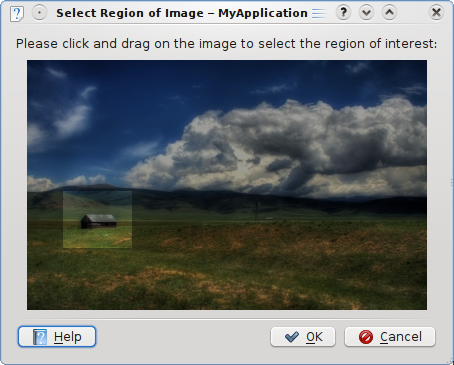 Select Region of Image – MyApplication
Please click and drag on the image to select the region of interest:
Help
OK
Cancel